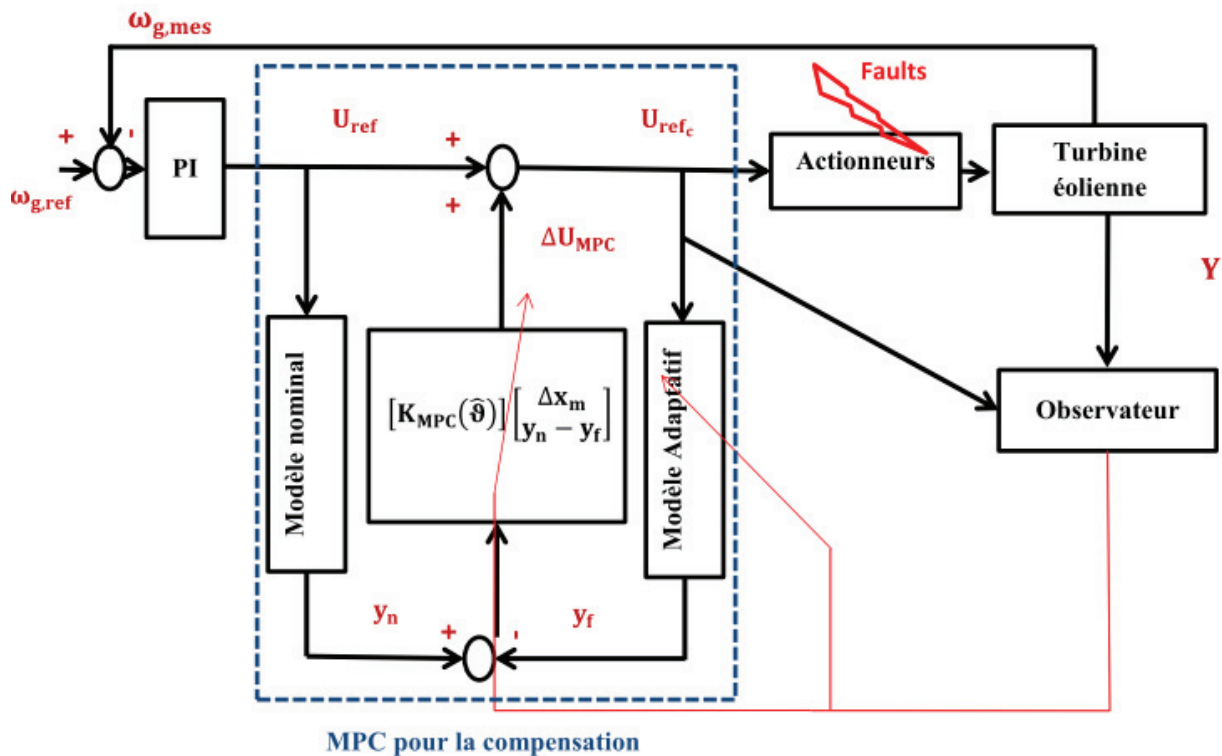 ω_g,mes
Faults
+
-
PI
U_ref
+
U_ref_c
Actionneurs
Turbine
éolienne
ω_g,ref
+
ΔU_MPC
Y
Modèle nominal
[K_MPC(ϑ̂)] [Δx_m
y_n − y_f]
Modèle Adaptatif
Observateur
y_n
+
-
y_f
MPC pour la compensation